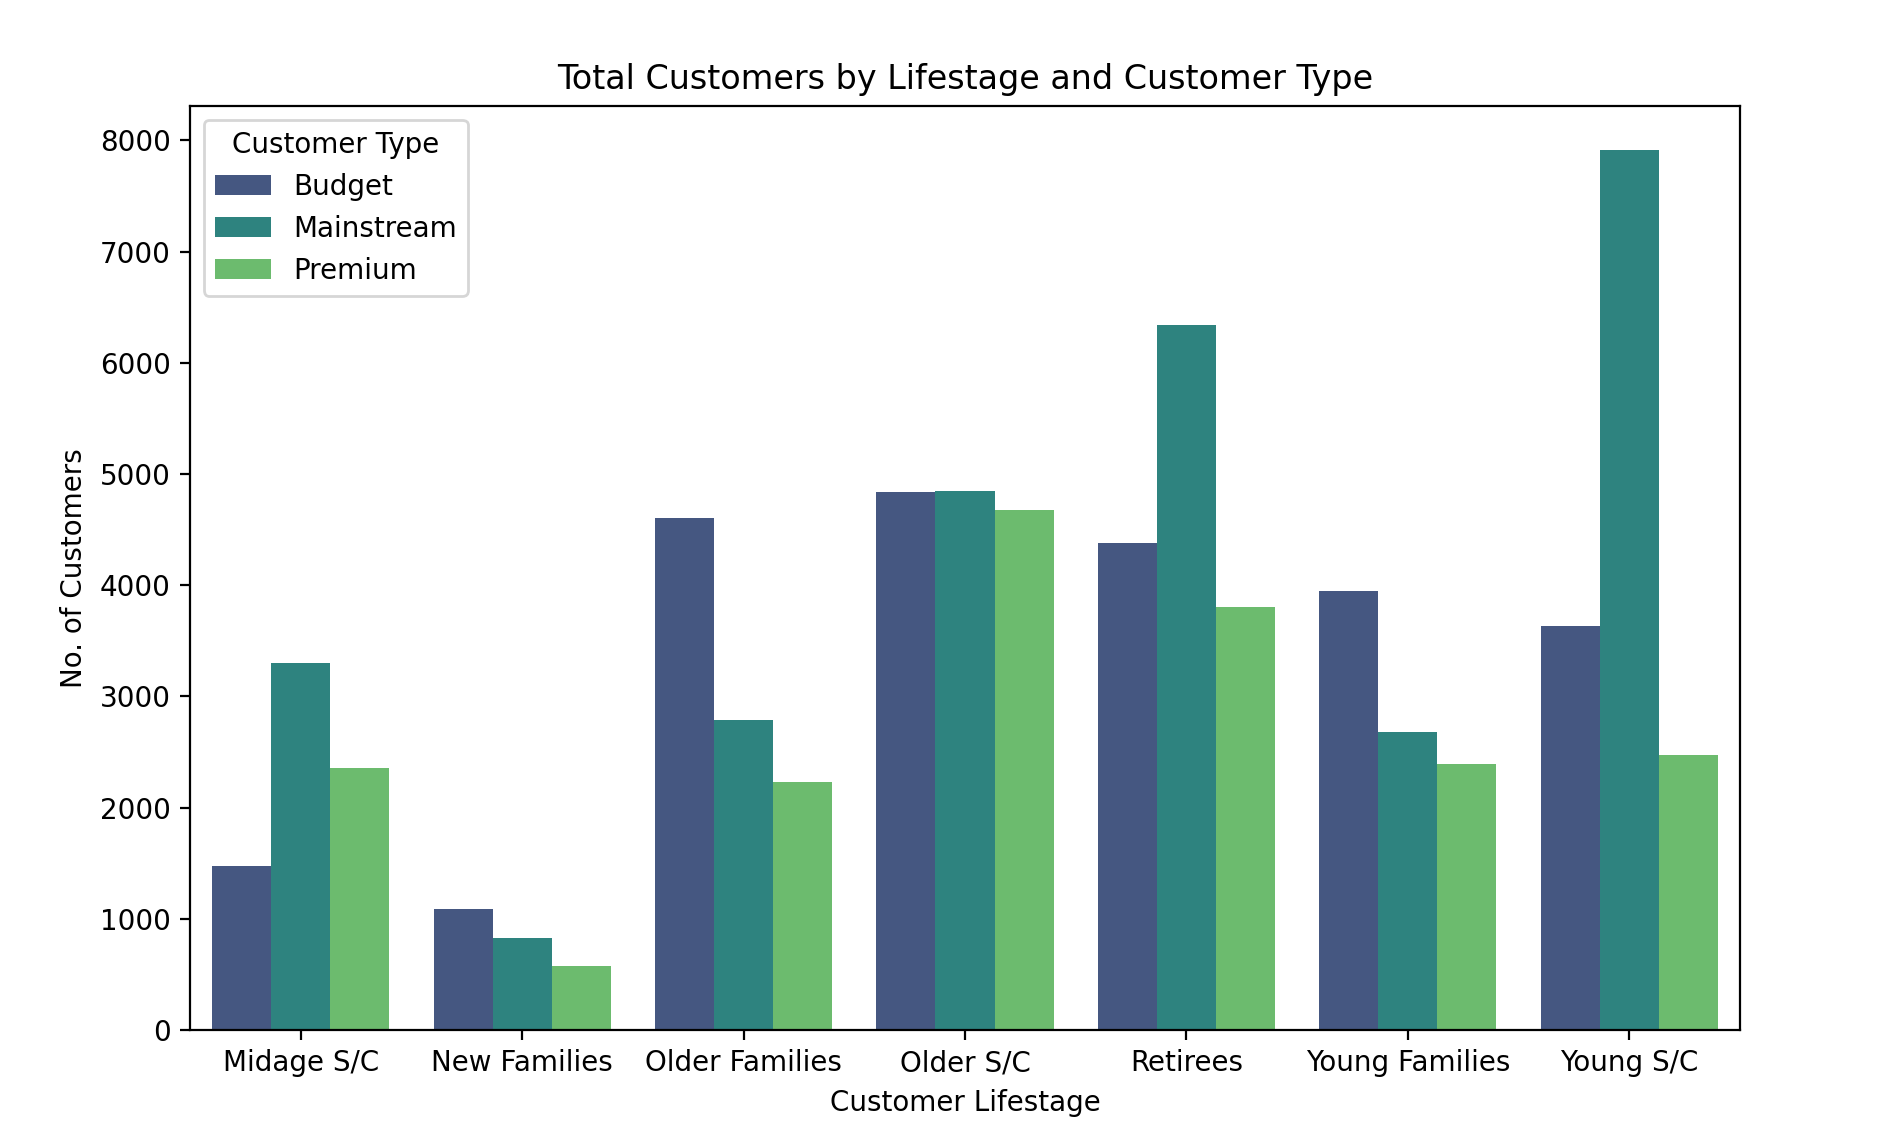 Total Customers by Lifestage and Customer Type
Customer Type
Budget
Mainstream
Premium
8000
7000
6000
5000
4000
3000
2000
1000
0
No. of Customers
Midage S/C
New Families
Older Families
Older S/C
Retirees
Young Families
Young S/C
Customer Lifestage